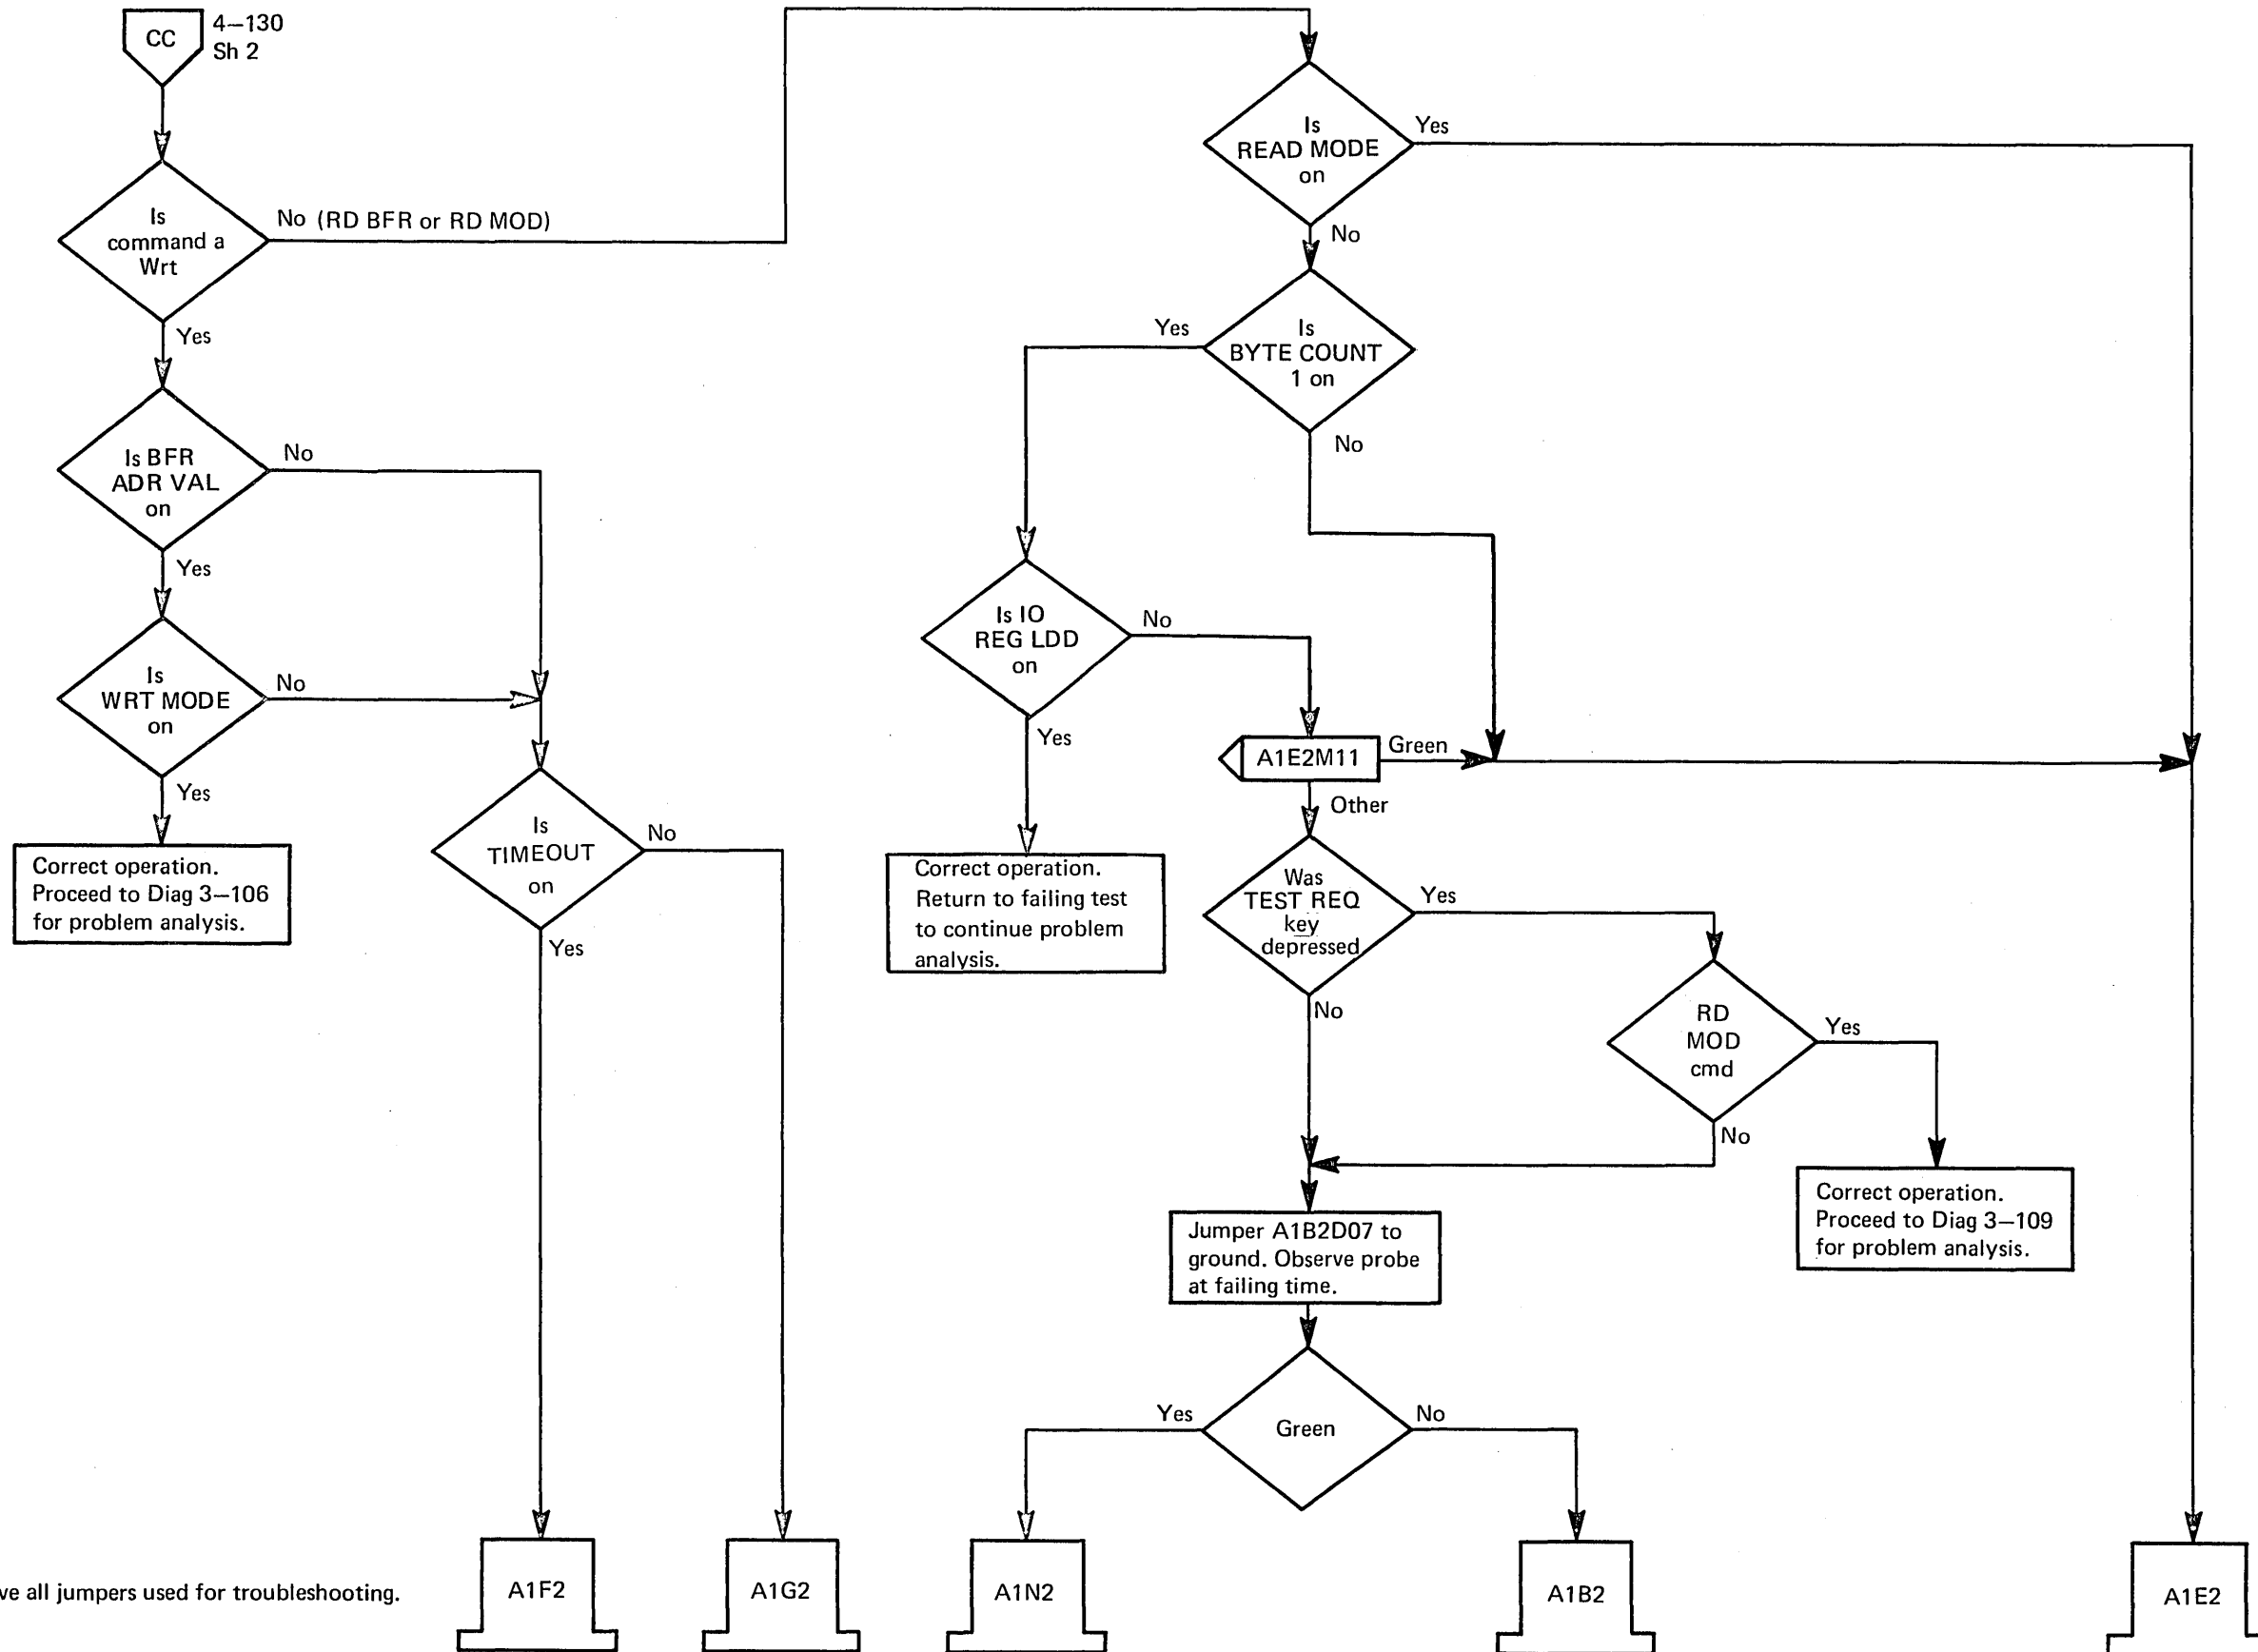 CC
4—130
Sh 2
Is
command a
Wrt
No (RD BFR or RD MOD)
Yes
Is BFR
ADR VAL
on
No
Yes
Is
WRT MODE
on
No
Yes
Correct operation.
Proceed to Diag 3—106
for problem analysis.
Is
TIMEOUT
on
No
Yes
Is
READ MODE
on
Yes
No
Is
BYTE COUNT
1 on
Yes
No
Is IO
REG LDD
on
No
Yes
Correct operation.
Return to failing test
to continue problem
analysis.
A1E2M11
Green
Other
Was
TEST REQ
key
depressed
Yes
No
RD
MOD
cmd
Yes
No
Correct operation.
Proceed to Diag 3—109
for problem analysis.
Jumper A1B2D07 to
ground. Observe probe
at failing time.
Green
Yes
No
ve all jumpers used for troubleshooting.
A1F2
A1G2
A1N2
A1B2
A1E2